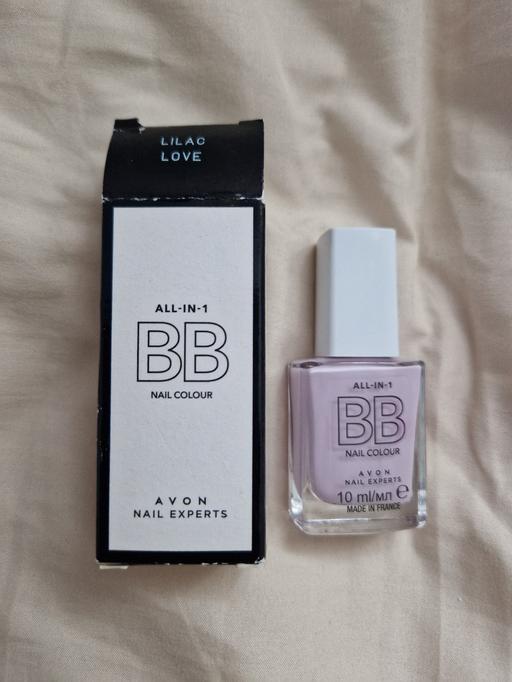 LILAC
LOVE
ALL-IN-1
BB
NAIL COLOUR
AVON
NAIL EXPERTS
ALL-IN-1
BB
NAIL COLOUR
AVON
NAIL EXPERTS
10 ml/мл ℮
MADE IN FRANCE